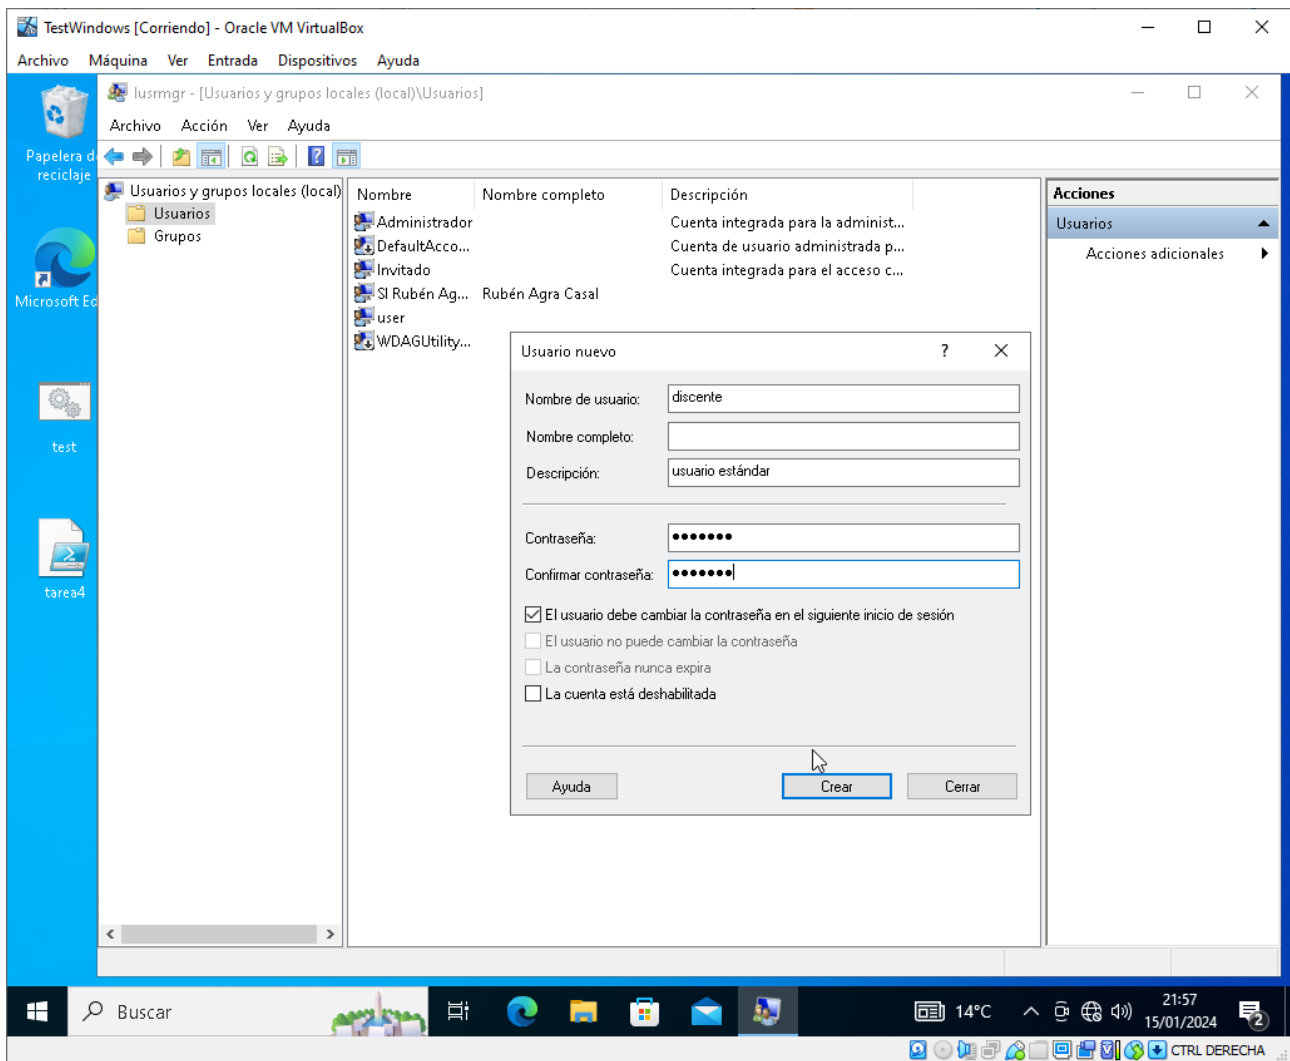 TestWindows [Corriendo] - Oracle VM VirtualBox
Archivo Máquina Ver Entrada Dispositivos Ayuda
lusrmgr - [Usuarios y grupos locales (local)\Usuarios]
Archivo Acción Ver Ayuda
Papelera d
reciclaje
Microsoft Ed
test
tarea4
Usuarios y grupos locales (local)
Usuarios
Grupos
Nombre Nombre completo Descripción
Administrador Cuenta integrada para la administ...
DefaultAcco... Cuenta de usuario administrada p...
Invitado Cuenta integrada para el acceso c...
SI Rubén Ag... Rubén Agra Casal
user
WDAGUtility...
Acciones
Usuarios
Acciones adicionales
Usuario nuevo ?
Nombre de usuario: discente
Nombre completo:
Descripción: usuario estándar
Contraseña: •••••••
Confirmar contraseña: •••••••
El usuario debe cambiar la contraseña en el siguiente inicio de sesión
El usuario no puede cambiar la contraseña
La contraseña nunca expira
La cuenta está deshabilitada
Ayuda Crear Cerrar
Buscar 14°C 21:57
15/01/2024 2
CTRL DERECHA